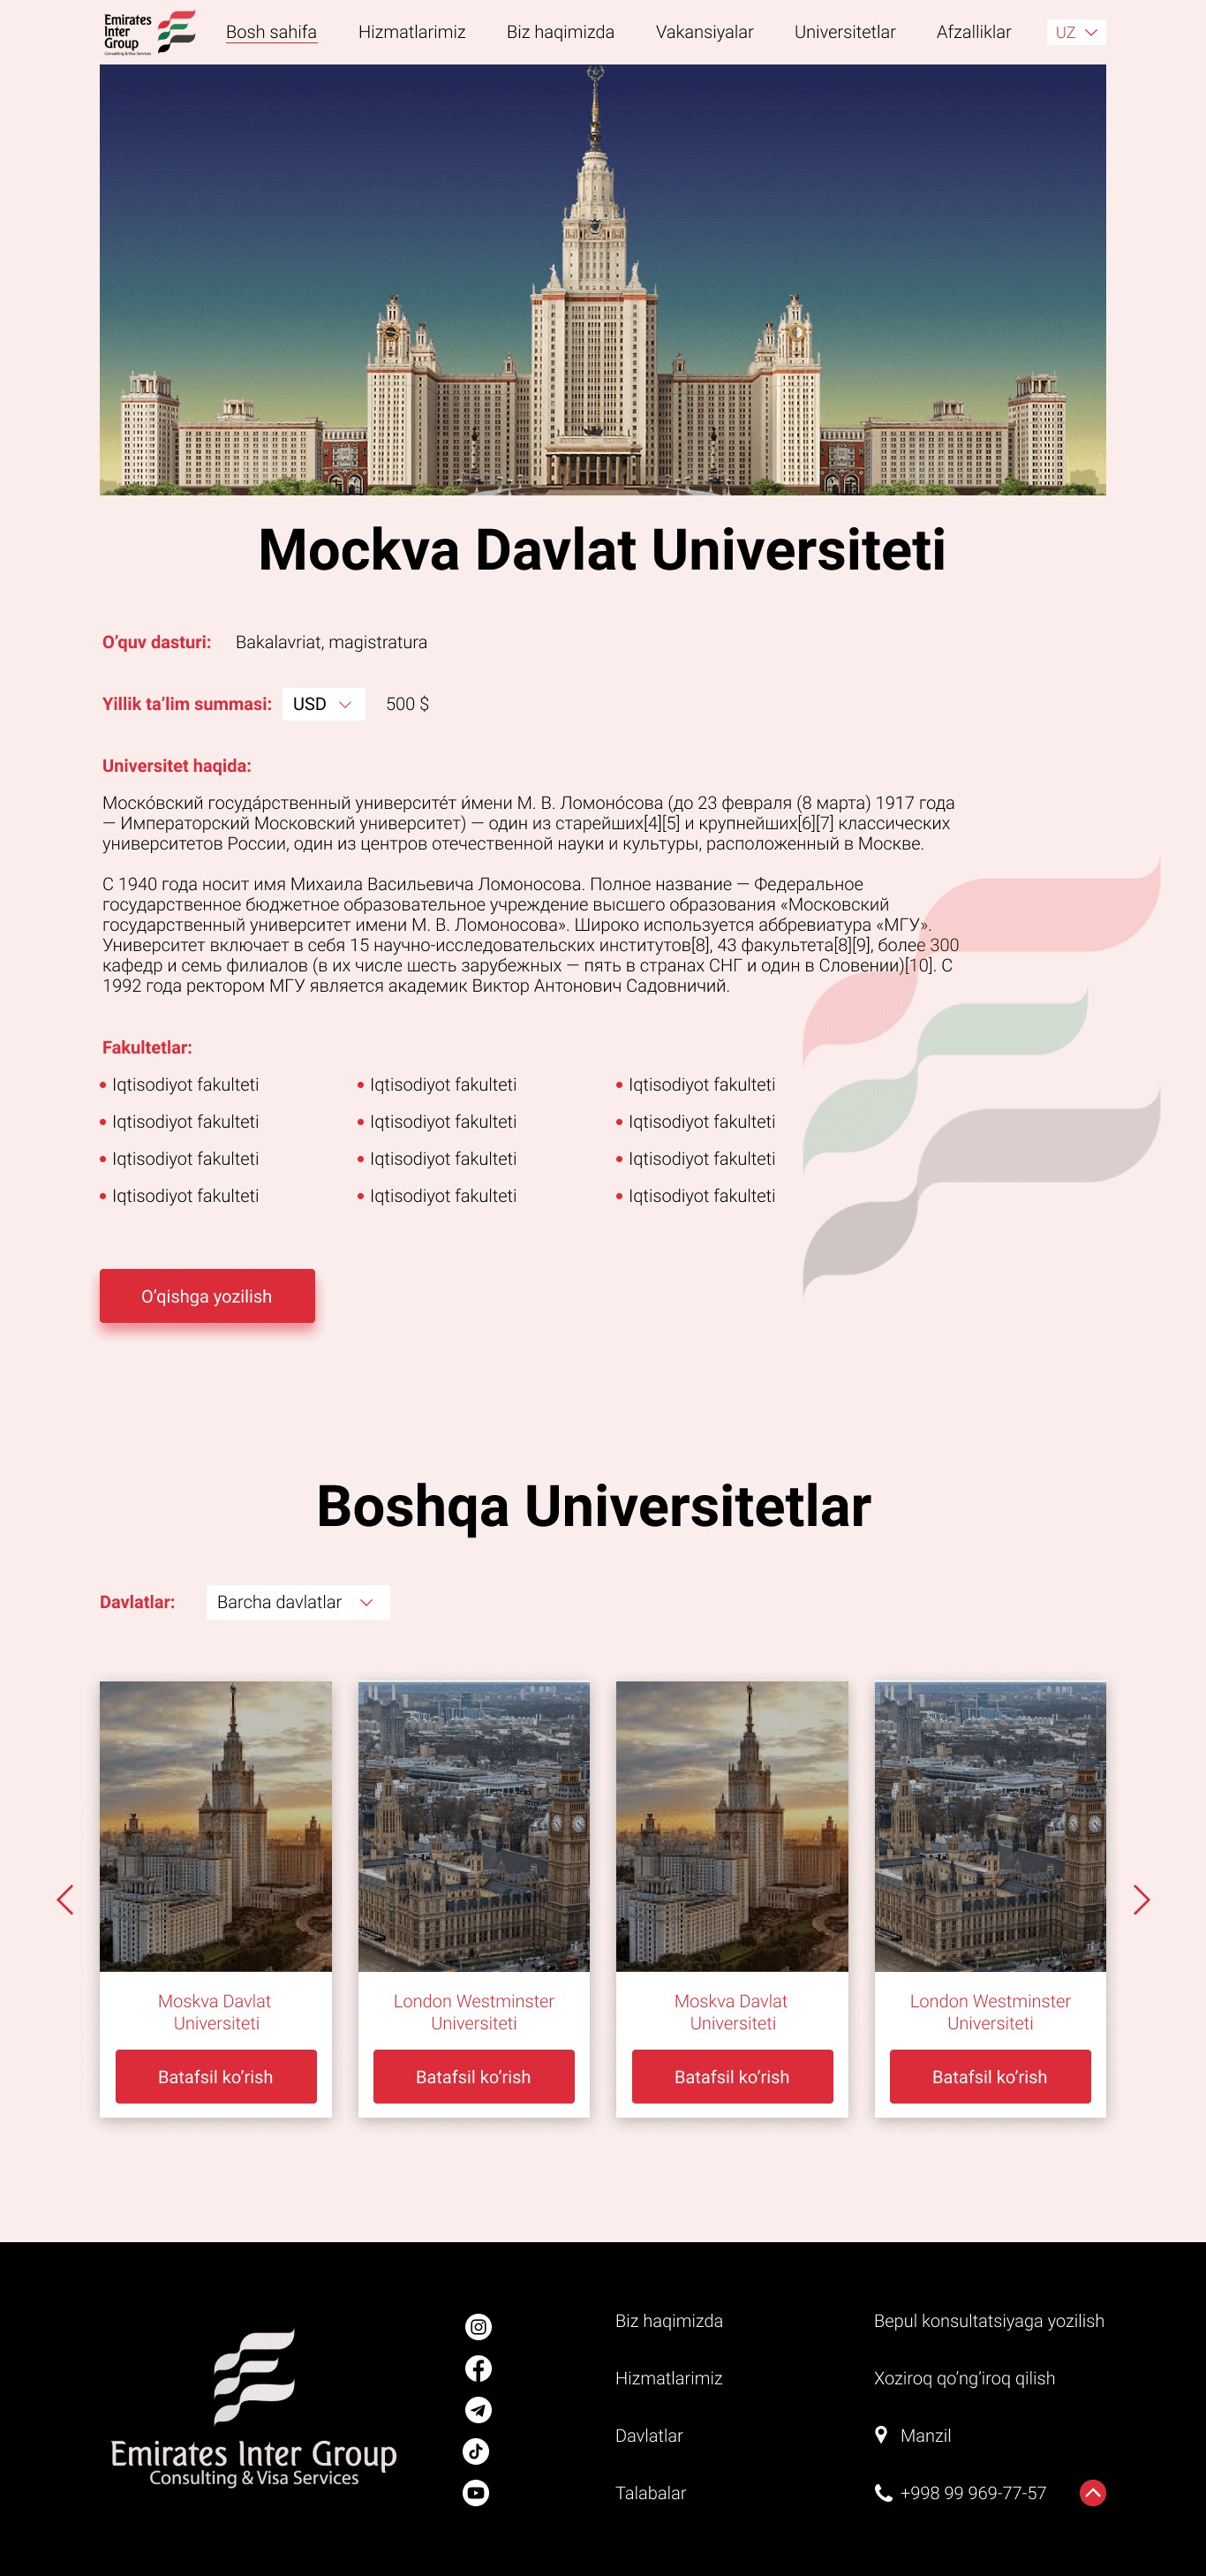 Emirates
Inter
Group
Consulting & Visa Services
Bosh sahifa
Hizmatlarimiz
Biz haqimizda
Vakansiyalar
Universitetlar
Afzalliklar
UZ
Mockva Davlat Universiteti
O’quv dasturi: Bakalavriat, magistratura
Yillik ta’lim summasi: USD 500 $
Universitet haqida:
Моско́вский госуда́рственный университе́т и́мени М. В. Ломоно́сова (до 23 февраля (8 марта) 1917 года
— Императорский Московский университет) — один из старейших[4][5] и крупнейших[6][7] классических
университетов России, один из центров отечественной науки и культуры, расположенный в Москве.
С 1940 года носит имя Михаила Васильевича Ломоносова. Полное название — Федеральное
государственное бюджетное образовательное учреждение высшего образования «Московский
государственный университет имени М. В. Ломоносова». Широко используется аббревиатура «МГУ».
Университет включает в себя 15 научно-исследовательских институтов[8], 43 факультета[8][9], более 300
кафедр и семь филиалов (в их числе шесть зарубежных — пять в странах СНГ и один в Словении)[10]. С
1992 года ректором МГУ является академик Виктор Антонович Садовничий.
Fakultetlar:
Iqtisodiyot fakulteti
Iqtisodiyot fakulteti
Iqtisodiyot fakulteti
Iqtisodiyot fakulteti
Iqtisodiyot fakulteti
Iqtisodiyot fakulteti
Iqtisodiyot fakulteti
Iqtisodiyot fakulteti
Iqtisodiyot fakulteti
Iqtisodiyot fakulteti
Iqtisodiyot fakulteti
Iqtisodiyot fakulteti
O’qishga yozilish
Boshqa Universitetlar
Davlatlar: Barcha davlatlar
Moskva Davlat
Universiteti
Batafsil ko’rish
London Westminster
Universiteti
Batafsil ko’rish
Moskva Davlat
Universiteti
Batafsil ko’rish
London Westminster
Universiteti
Batafsil ko’rish
Emirates Inter Group
Consulting & Visa Services
Biz haqimizda
Hizmatlarimiz
Davlatlar
Talabalar
Bepul konsultatsiyaga yozilish
Xoziroq qo’ng’iroq qilish
Manzil
+998 99 969-77-57